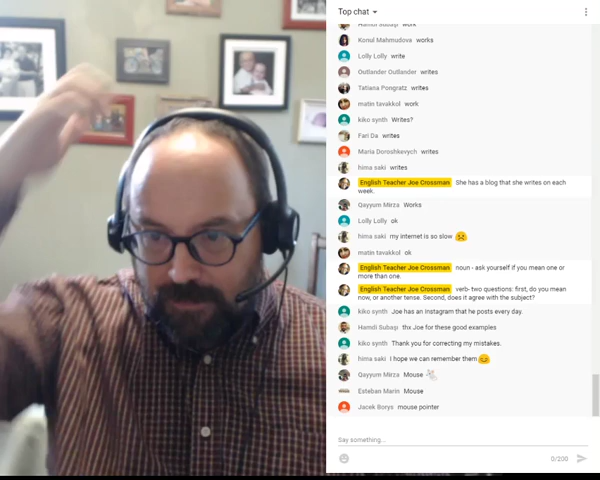 Top chat
Hamdi Subaşı work
Konul Mahmudova works
Lolly Lolly write
Outlander Outlander writes
Tatiana Pongratz writes
matin tavakkol work
kiko synth Writes?
Fari Da writes
Maria Doroshkevych writes
hima saki writes
English Teacher Joe Crossman She has a blog that she writes on each
week.
Qayyum Mirza Works
Lolly Lolly ok
hima saki my internet is so slow
matin tavakkol ok
English Teacher Joe Crossman noun - ask yourself if you mean one or
more than one.
English Teacher Joe Crossman verb- two questions: first, do you mean
now, or another tense. Second, does it agree with the subject?
kiko synth Joe has an Instagram that he posts every day.
Hamdi Subaşı thx Joe for these good examples
kiko synth Thank you for correcting my mistakes.
hima saki I hope we can remember them
Qayyum Mirza Mouse
Esteban Marin Mouse
Jacek Borys mouse pointer
Say something...
0/200